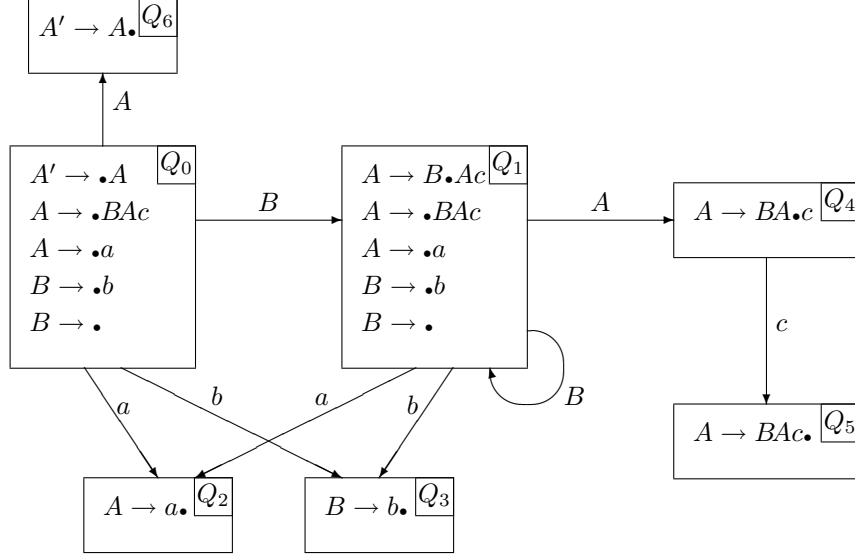 A′ → A• Q6
A
Q0
A′ → •A
A → •BAc
A → •a
B → •b
B → •
B
Q1
A → B•Ac
A → •BAc
A → •a
B → •b
B → •
A
A → BA•c Q4
c
B
a
b
a
b
A → BAc• Q5
A → a• Q2
B → b• Q3